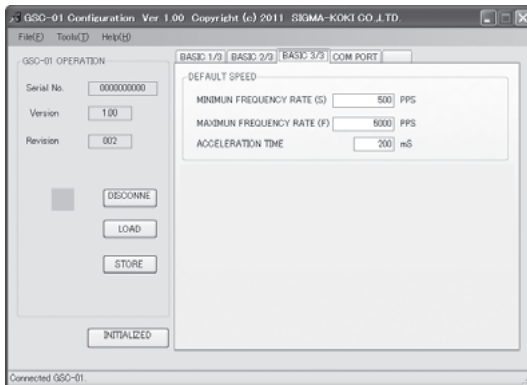 GSC-01 Configuration Ver 1.00 Copyright (c) 2011 SIGMA-KOKI CO.,LTD.
File(F) Tools(T) Help(H)
GSC-01 OPERATION
Serial No. 0000000000
Version 1.00
Revision 002
DISCONNE
LOAD
STORE
INITIALIZED
BASIC 1/3 BASIC 2/3 BASIC 3/3 COM PORT
DEFAULT SPEED
MINIMUN FREQUENCY RATE (S) 500 PPS
MAXIMUN FREQUENCY RATE (F) 5000 PPS
ACCELERATION TIME 200 mS
Connected GSC-01.